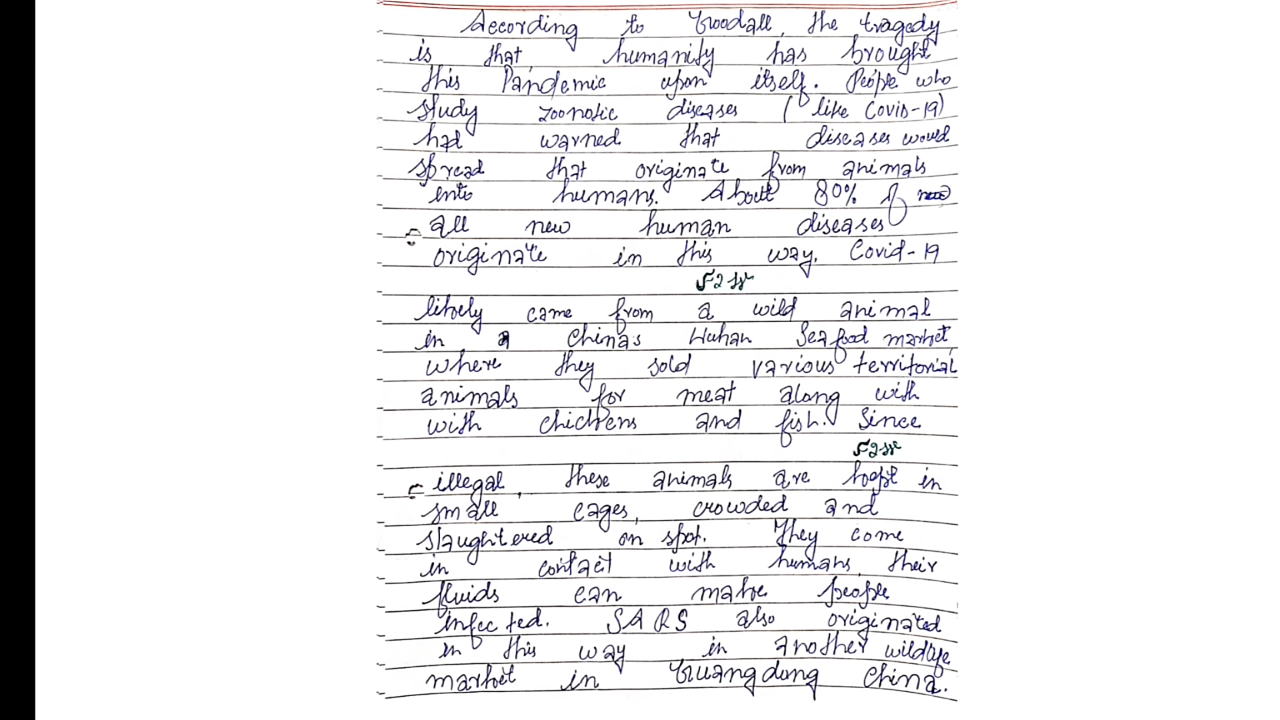 According to Goodall, the tragedy
is that, humanity has brought
this Pandemic upon itself. People who
study zoonotic diseases (like Covid-19)
had warned that diseases would
spread that originate from animals
into humans. About 80% of new
all new human diseases
originate in this way. Covid-19
likely came from a wild animal
in a Chinas Wuhan Seafood market,
where they sold various territorial
animals for meat along with
with chickens and fish. Since
illegal, these animals are kept in
small cages, crowded and
slaughtered on spot. They come
in contact with humans, their
fluids can make people
infected. SARS also originated
in this way in another wildlife
market in Guangdung China.